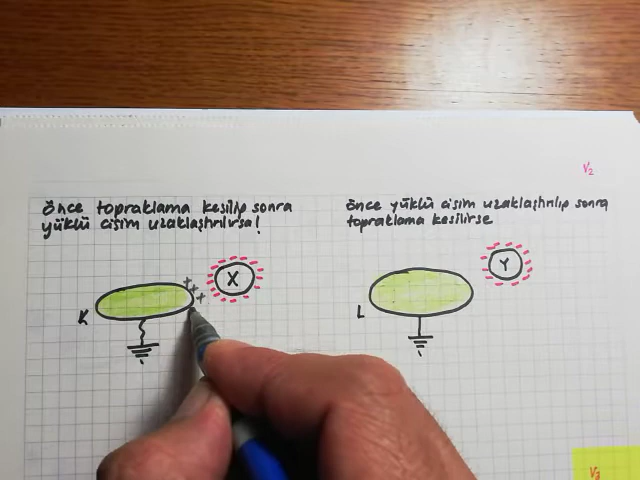 V2
önce topraklama kesilip sonra
yüklü cisim uzaklaştırılırsa!
önce yüklü cisim uzaklaştırılıp sonra
topraklama kesilirse
X
Y
+ + +
K
L
V3